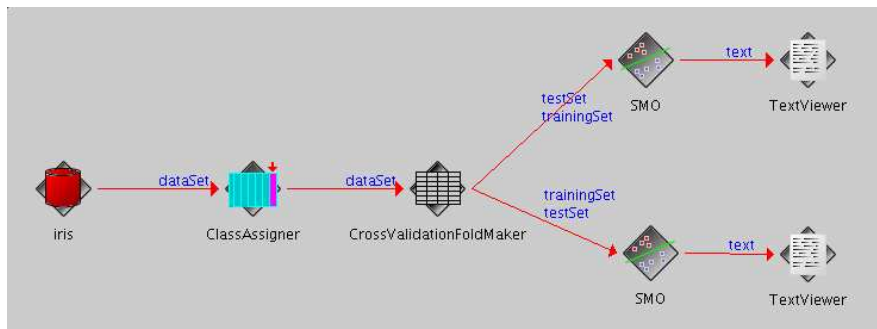 text
testSet
trainingSet
SMO
TextViewer
dataSet
dataSet
iris
ClassAssigner
CrossValidationFoldMaker
trainingSet
testSet
text
SMO
TextViewer